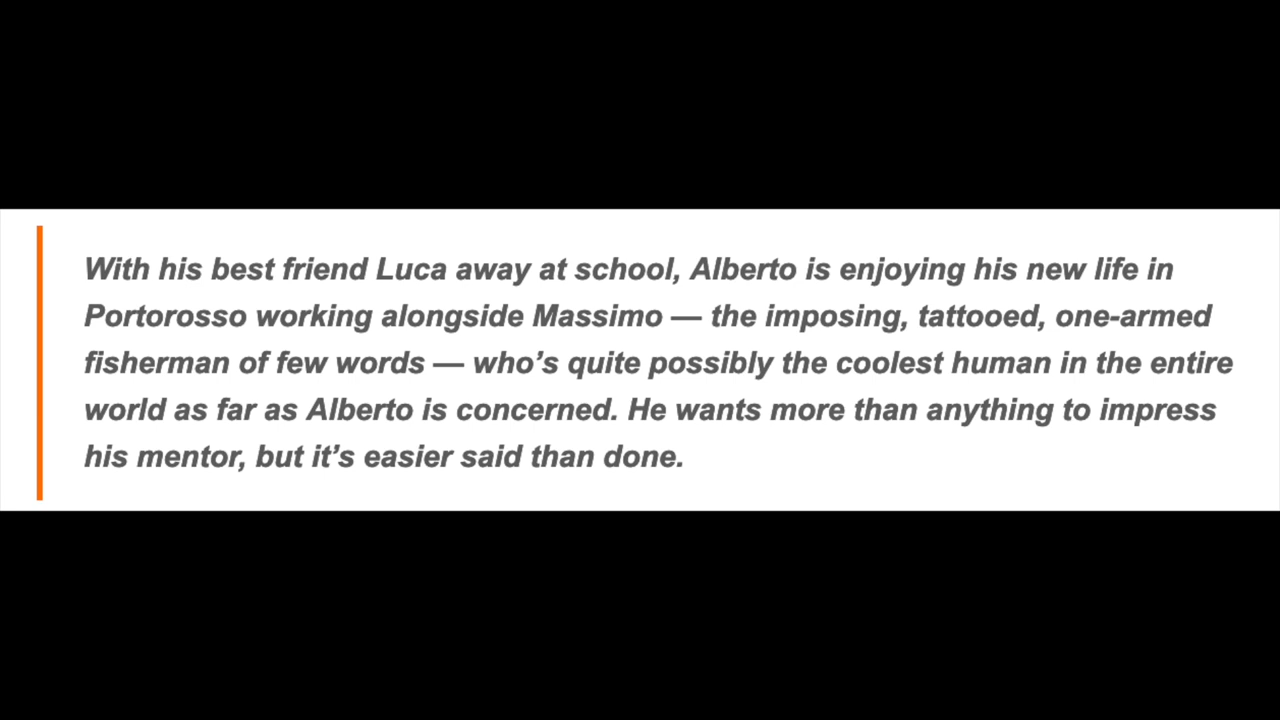 With his best friend Luca away at school, Alberto is enjoying his new life in
Portorosso working alongside Massimo — the imposing, tattooed, one-armed
fisherman of few words — who’s quite possibly the coolest human in the entire
world as far as Alberto is concerned. He wants more than anything to impress
his mentor, but it’s easier said than done.